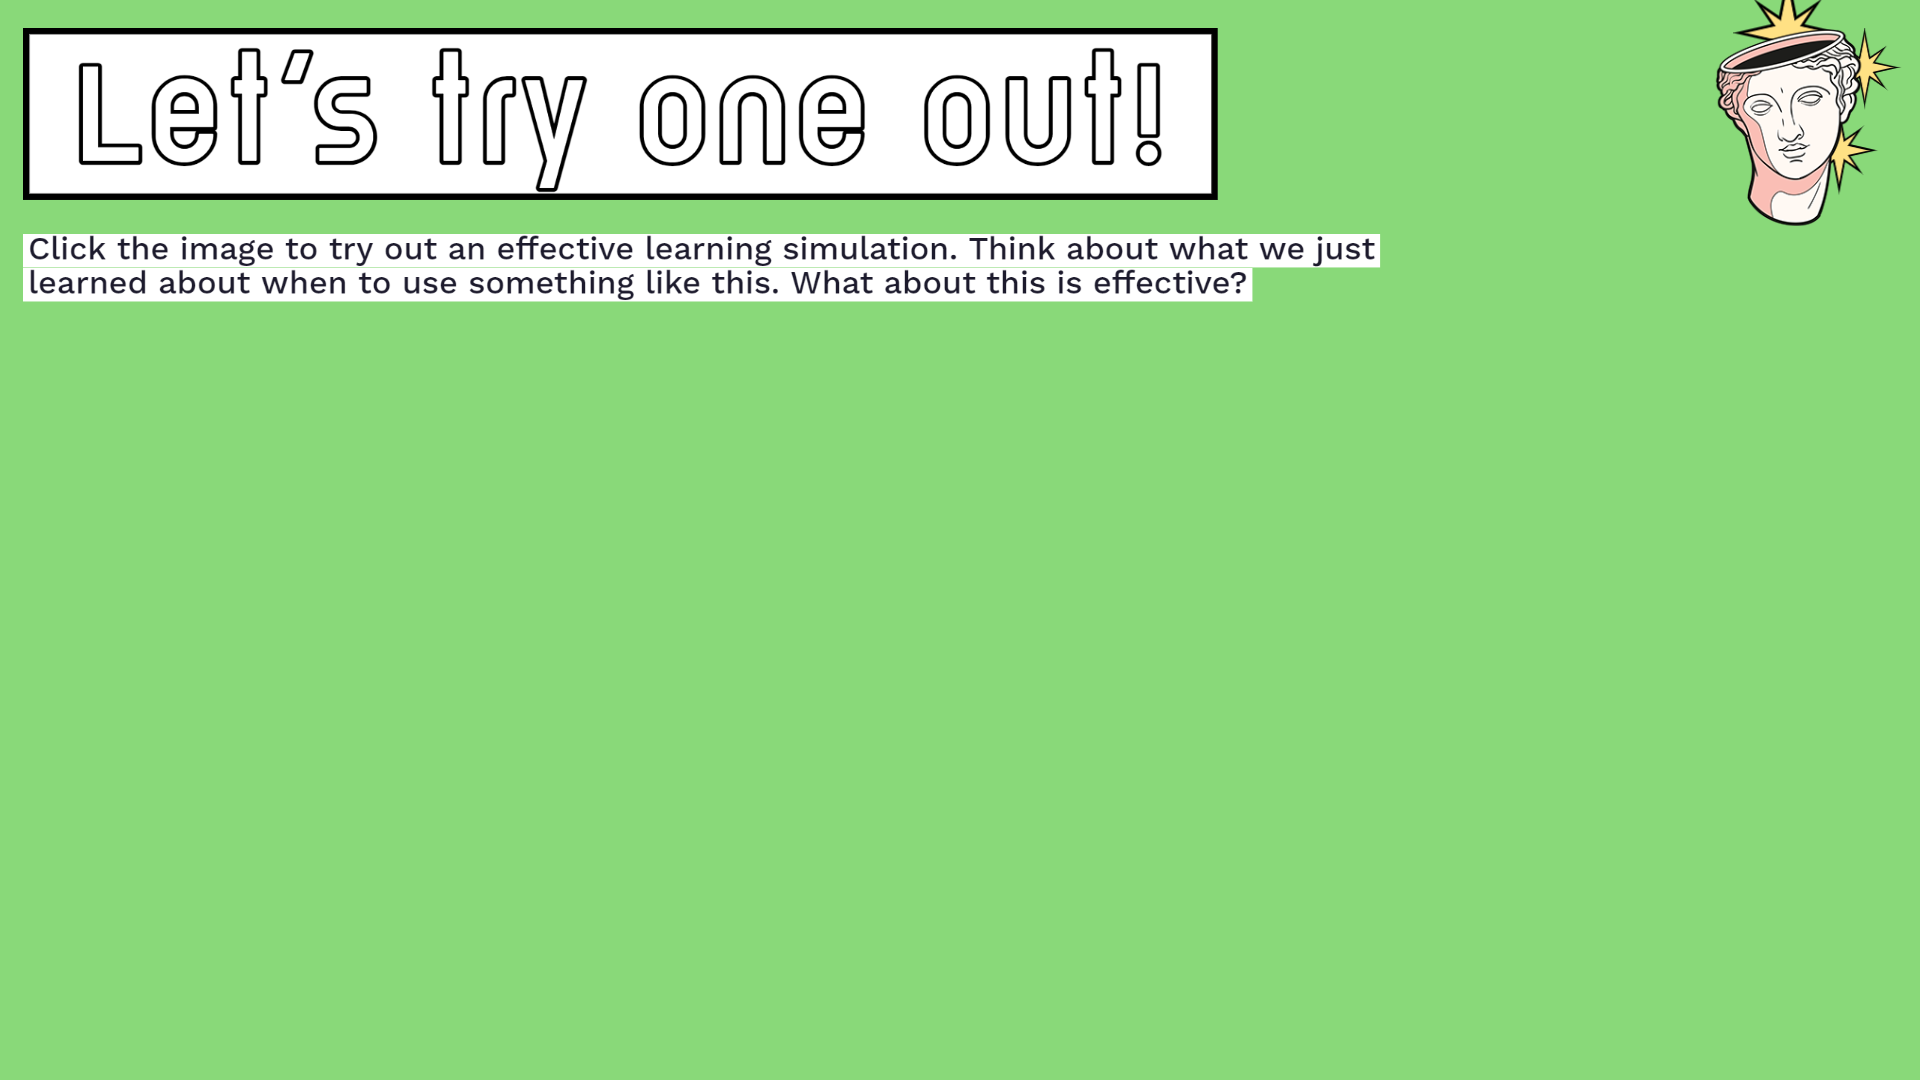 Let's try one out!
Click the image to try out an effective learning simulation. Think about what we just
learned about when to use something like this. What about this is effective?